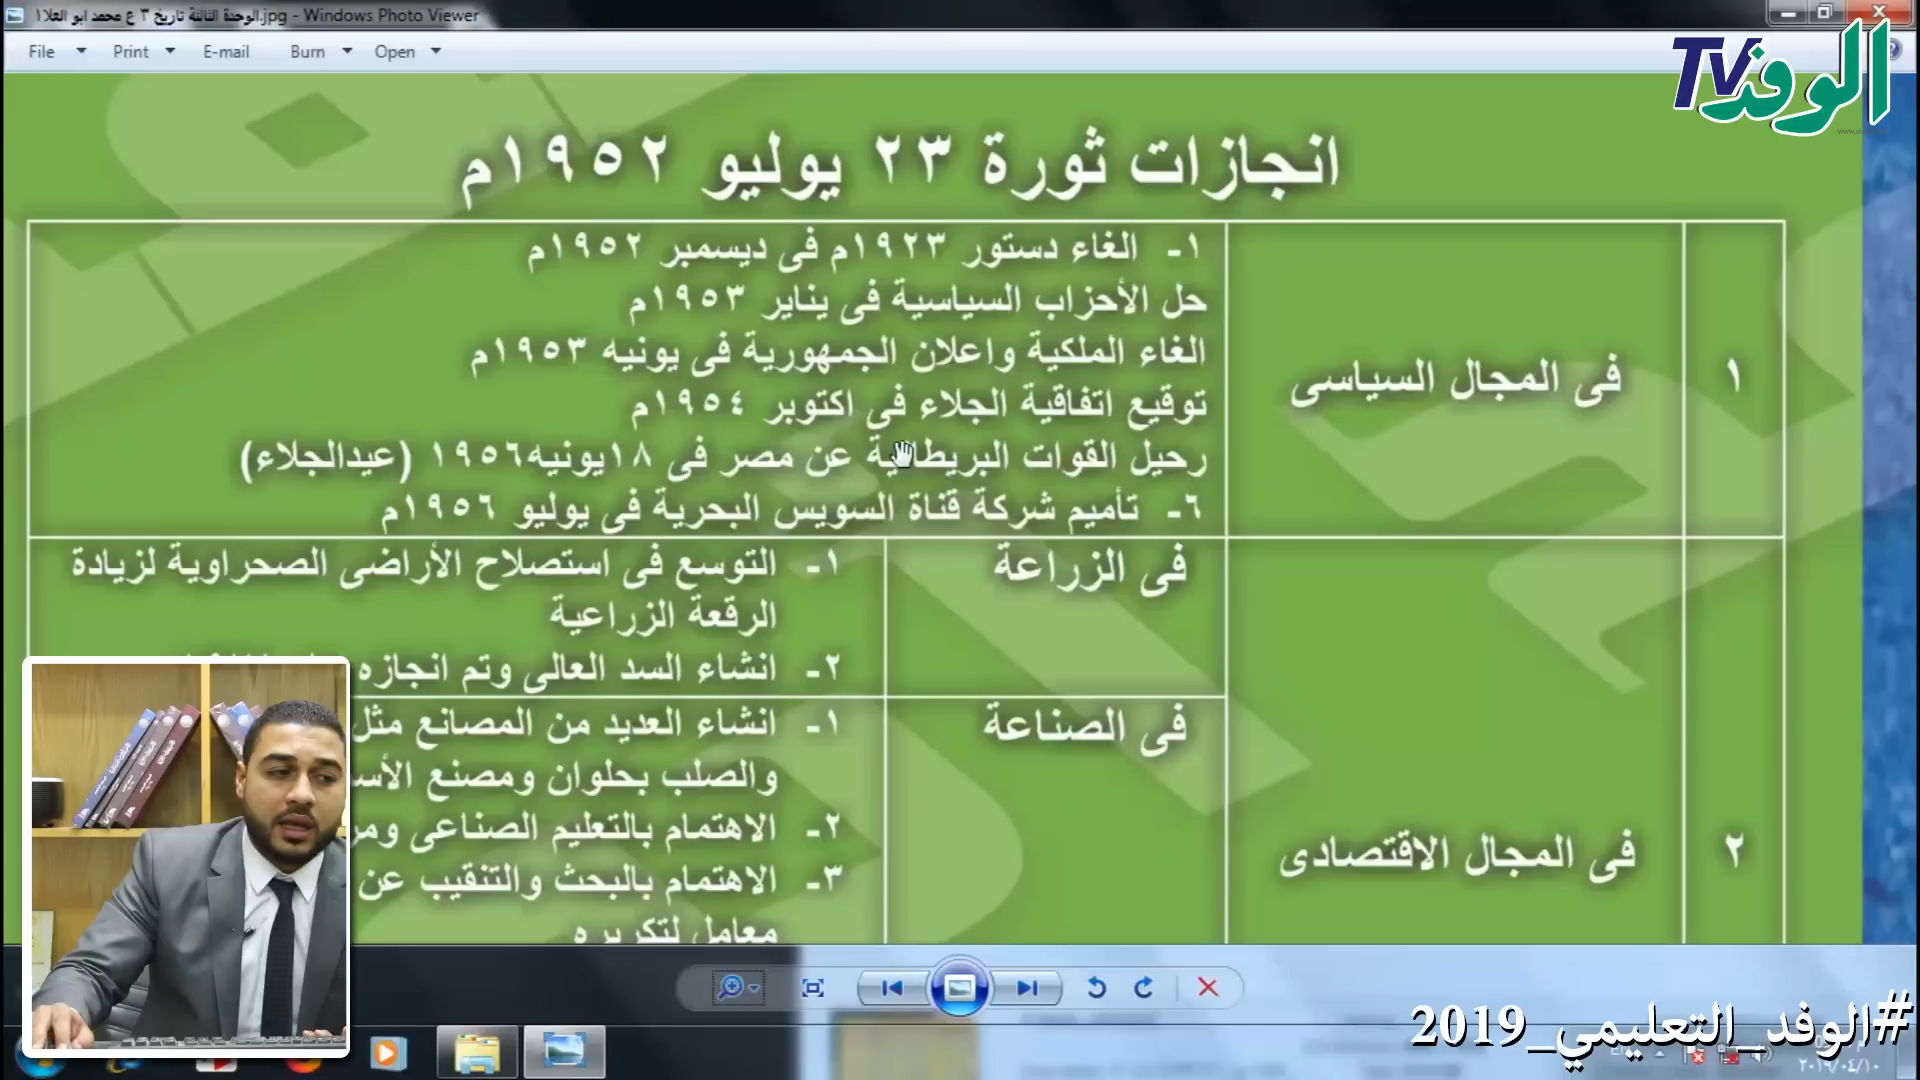 الوحدة الثالثة تاريخ ٣ ع محمد ابو العلا١.jpg - Windows Photo Viewer
File Print E-mail Burn Open
الوفد TV
انجازات ثورة ٢٣ يوليو ١٩٥٢م
١
فى المجال السياسى
١- الغاء دستور ١٩٢٣م فى ديسمبر ١٩٥٢م
حل الأحزاب السياسية فى يناير ١٩٥٣م
الغاء الملكية واعلان الجمهورية فى يونيه ١٩٥٣م
توقيع اتفاقية الجلاء فى اكتوبر ١٩٥٤م
رحيل القوات البريطانية عن مصر فى ١٨يونيه١٩٥٦ (عيدالجلاء)
٦- تأميم شركة قناة السويس البحرية فى يوليو ١٩٥٦م
٢
فى المجال الاقتصادى
فى الزراعة
١- التوسع فى استصلاح الأراضى الصحراوية لزيادة
الرقعة الزراعية
٢- انشاء السد العالى وتم انجازه
فى الصناعة
١- انشاء العديد من المصانع مثل
والصلب بحلوان ومصنع
٢- الاهتمام بالتعليم الصناعى
٣- الاهتمام بالبحث والتنقيب عن
معامل لتكريره
#الوفد_التعليمي_2019
٢٠١٩/٠٤/١٠